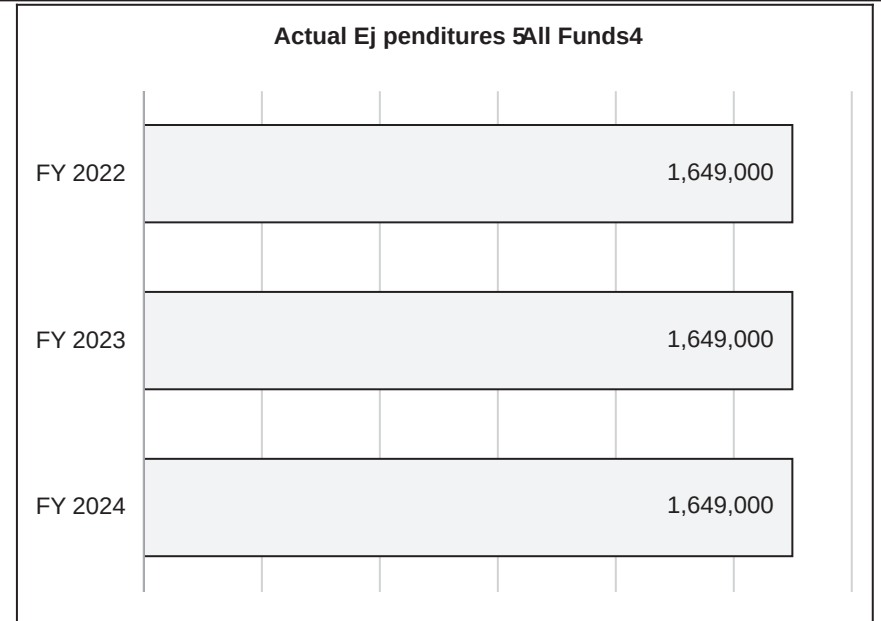 Actual Ej penditures 5All Funds4
FY 2022 1,649,000
FY 2023 1,649,000
FY 2024 1,649,000